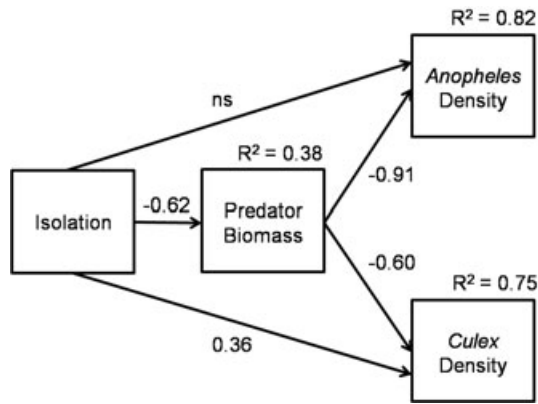 R² = 0.82
Anopheles
Density
ns
R² = 0.38
-0.91
Isolation
-0.62
Predator
Biomass
-0.60
R² = 0.75
0.36
Culex
Density